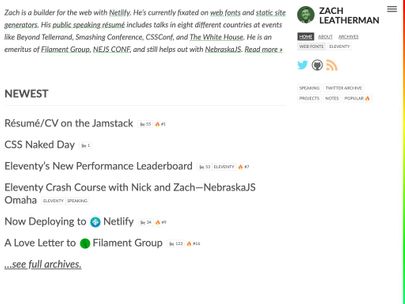 Zach is a builder for the web with Netlify. He's currently fixated on web fonts and static site
generators. His public speaking résumé includes talks in eight different countries at events
like Beyond Tellerrand, Smashing Conference, CSSConf, and The White House. He is an
emeritus of Filament Group, NEJS CONF, and still helps out with NebraskaJS. Read more »
ZACH
LEATHERMAN
HOME ABOUT ARCHIVES
WEB FONTS ELEVENTY
SPEAKING TWITTER ARCHIVE
PROJECTS NOTES POPULAR 🔥
NEWEST
Résumé/CV on the Jamstack 55 🔥 #1
CSS Naked Day 1
Eleventy's New Performance Leaderboard 52 ELEVENTY 🔥 #7
Eleventy Crash Course with Nick and Zach—NebraskaJS
Omaha ELEVENTY SPEAKING
Now Deploying to Netlify 34 🔥 #9
A Love Letter to Filament Group 123 🔥 #16
…see full archives.